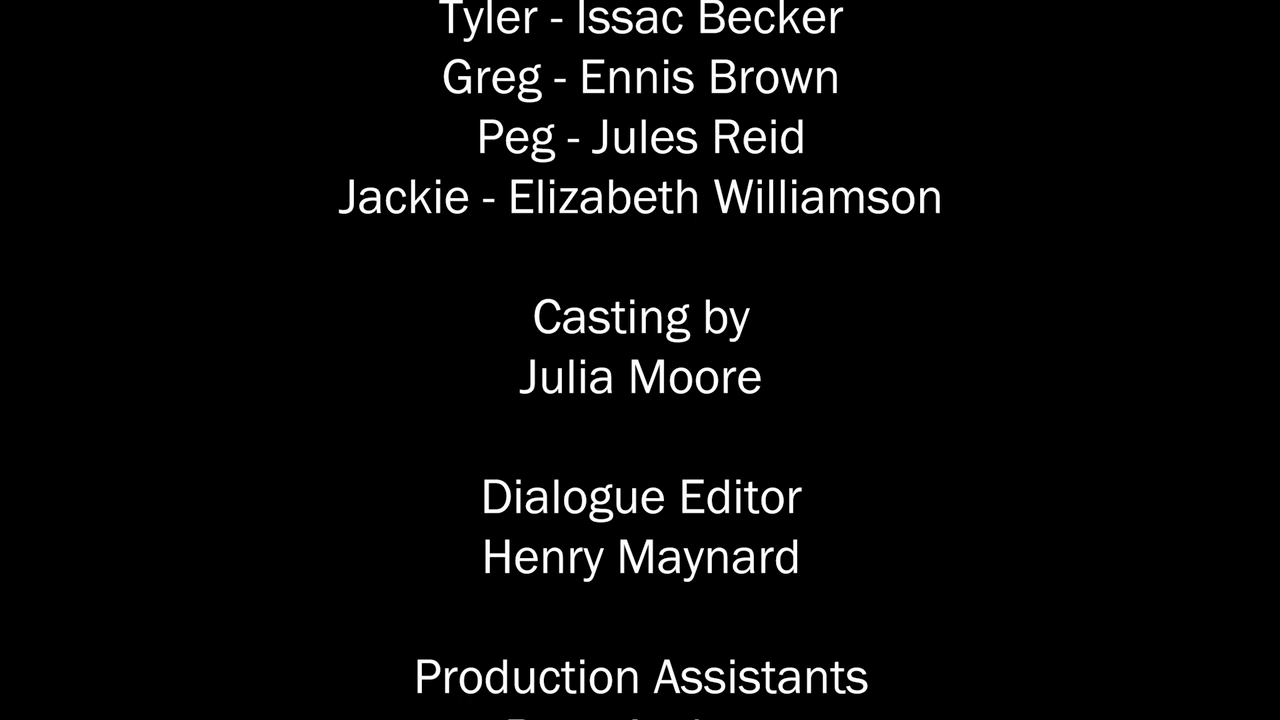 Tyler - Issac Becker
Greg - Ennis Brown
Peg - Jules Reid
Jackie - Elizabeth Williamson
Casting by
Julia Moore
Dialogue Editor
Henry Maynard
Production Assistants